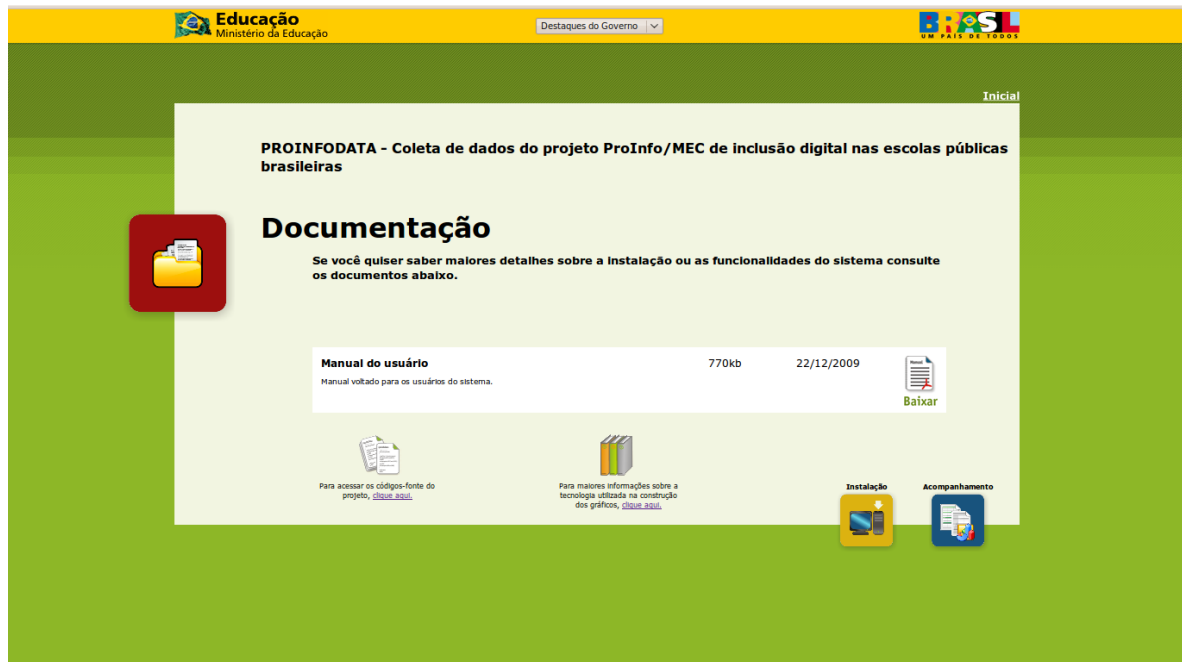 Educação
Ministério da Educação
Destaques do Governo
BRASIL
UM PAÍS DE TODOS
Inicial
PROINFODATA - Coleta de dados do projeto ProInfo/MEC de inclusão digital nas escolas públicas
brasileiras
Documentação
Se você quiser saber maiores detalhes sobre a instalação ou as funcionalidades do sistema consulte
os documentos abaixo.
Manual do usuário 770kb 22/12/2009
Manual voltado para os usuários do sistema.
Manual
Baixar
Para acessar os códigos-fonte do
projeto, clique aqui.
Para maiores informações sobre a
tecnologia utilizada na construção
dos gráficos, clique aqui.
Instalação Acompanhamento